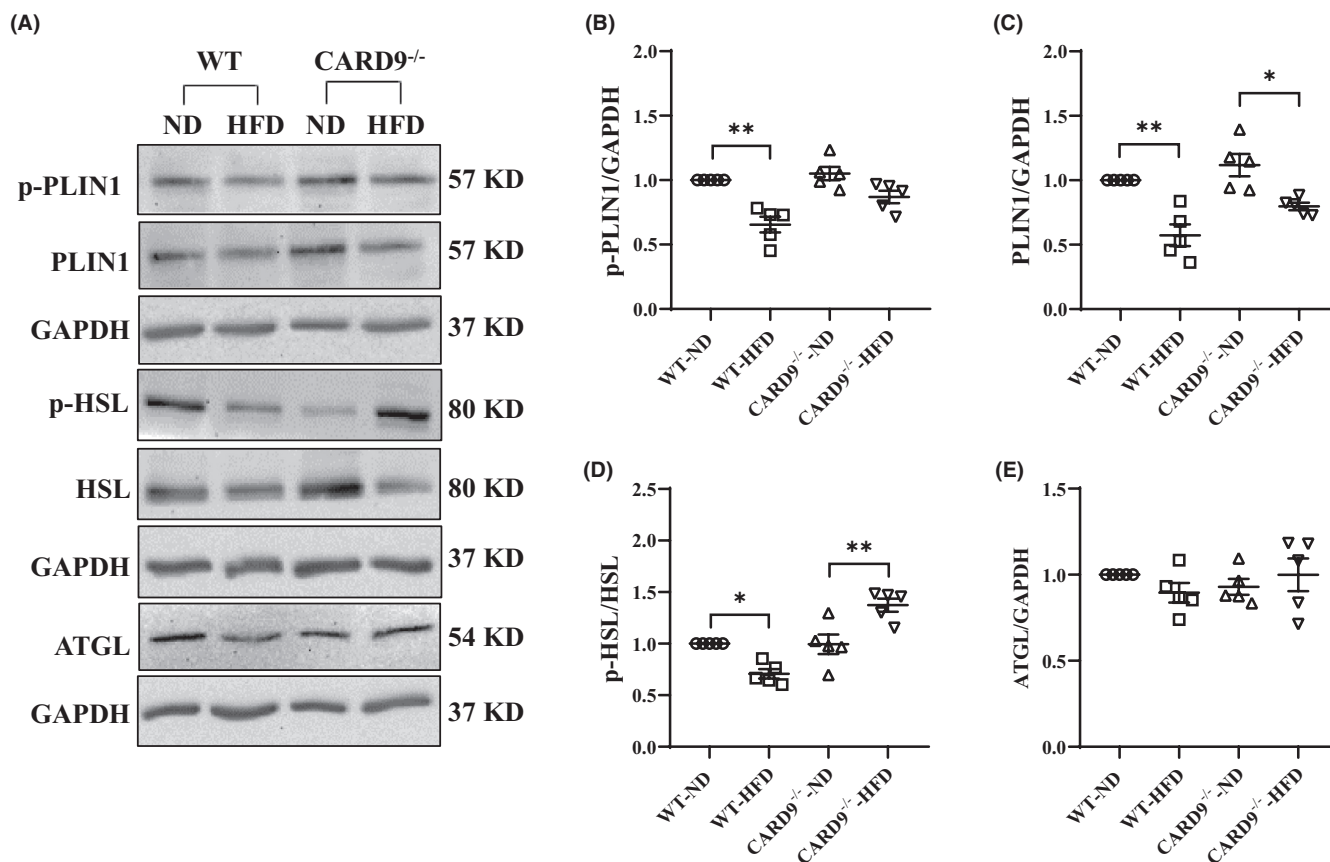 (A)
WT CARD9-/-
ND HFD ND HFD
p-PLIN1 57 KD
PLIN1 57 KD
GAPDH 37 KD
p-HSL 80 KD
HSL 80 KD
GAPDH 37 KD
ATGL 54 KD
GAPDH 37 KD
(B)
p-PLIN1/GAPDH
2.0
1.5
1.0
0.5
0.0
**
WT-ND
WT-HFD
CARD9-/--ND
CARD9-/--HFD
(C)
PLIN1/GAPDH
2.0
1.5
1.0
0.5
0.0
**
*
WT-ND
WT-HFD
CARD9-/--ND
CARD9-/--HFD
(D)
p-HSL/HSL
2.5
2.0
1.5
1.0
0.5
0.0
*
**
WT-ND
WT-HFD
CARD9-/--ND
CARD9-/--HFD
(E)
ATGL/GAPDH
1.5
1.0
0.5
0.0
WT-ND
WT-HFD
CARD9-/--ND
CARD9-/--HFD